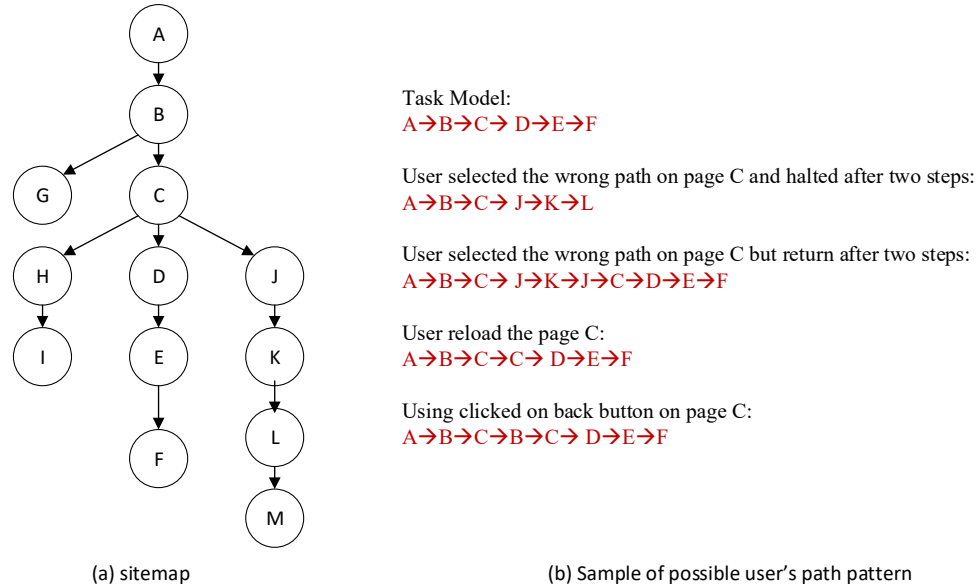 A
B
G
C
H
D
J
I
E
K
F
L
M
(a) sitemap
Task Model:
A→B→C→ D→E→F
User selected the wrong path on page C and halted after two steps:
A→B→C→ J→K→L
User selected the wrong path on page C but return after two steps:
A→B→C→ J→K→J→C→D→E→F
User reload the page C:
A→B→C→C→ D→E→F
Using clicked on back button on page C:
A→B→C→B→C→ D→E→F
(b) Sample of possible user's path pattern